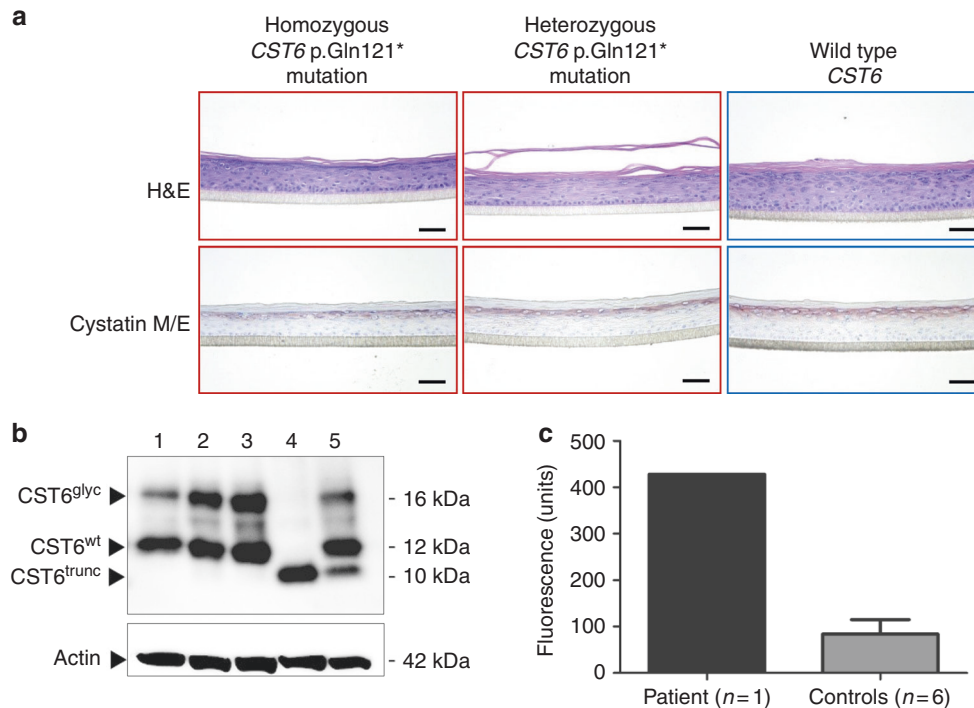 a
Homozygous
CST6 p.Gln121*
mutation
Heterozygous
CST6 p.Gln121*
mutation
Wild type
CST6
H&E
Cystatin M/E
b
1 2 3 4 5
CST6glyc
- 16 kDa
CST6wt
- 12 kDa
CST6trunc
- 10 kDa
Actin
- 42 kDa
c
Fluorescence (units)
500
400
300
200
100
0
Patient (n=1)
Controls (n=6)